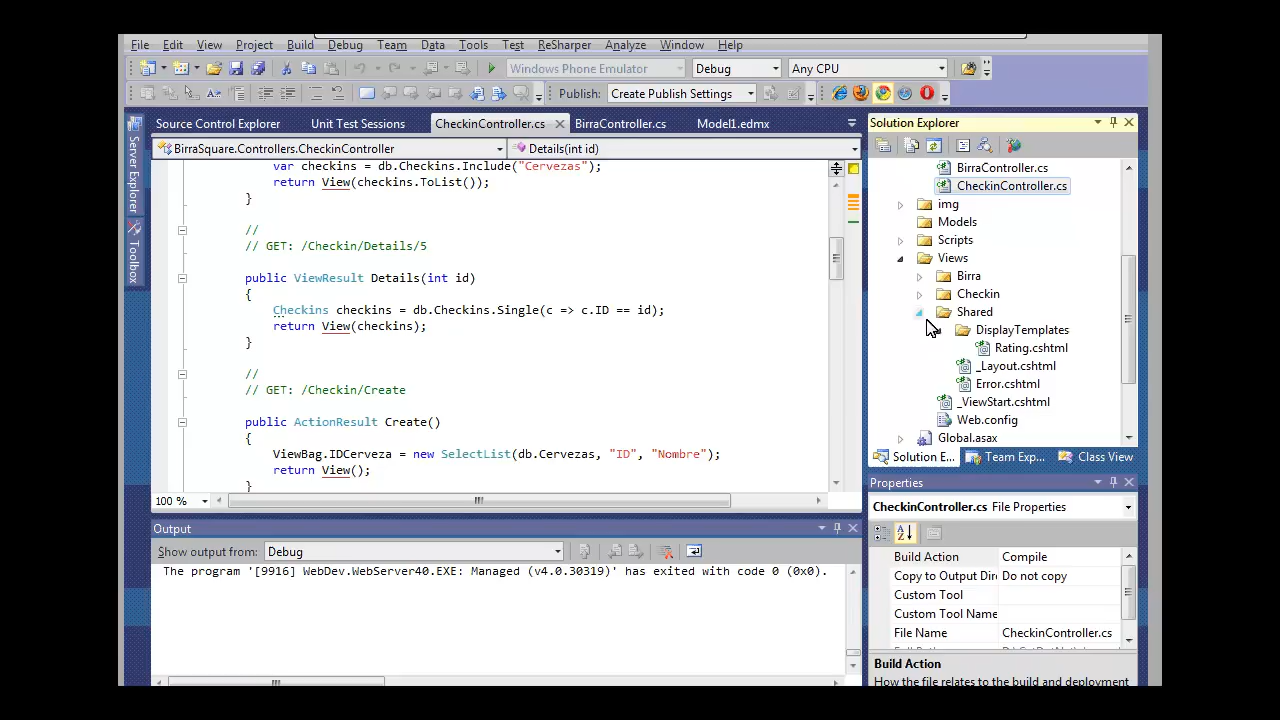 File Edit View Project Build Debug Team Data Tools Test ReSharper Analyze Window Help
Windows Phone Emulator Debug Any CPU
Publish: Create Publish Settings
Source Control Explorer Unit Test Sessions CheckinController.cs BirraController.cs Model1.edmx
BirraSquare.Controllers.CheckinController Details(int id)
Server Explorer
Toolbox
var checkins = db.Checkins.Include("Cervezas");
return View(checkins.ToList());
}
//
// GET: /Checkin/Details/5
public ViewResult Details(int id)
{
Checkins checkins = db.Checkins.Single(c => c.ID == id);
return View(checkins);
}
//
// GET: /Checkin/Create
public ActionResult Create()
{
ViewBag.IDCerveza = new SelectList(db.Cervezas, "ID", "Nombre");
return View();
}
100 %
Output
Show output from: Debug
The program '[9916] WebDev.WebServer40.EXE: Managed (v4.0.30319)' has exited with code 0 (0x0).
Solution Explorer
BirraController.cs
CheckinController.cs
img
Models
Scripts
Views
Birra
Checkin
Shared
DisplayTemplates
Rating.cshtml
_Layout.cshtml
Error.cshtml
_ViewStart.cshtml
Web.config
Global.asax
Solution E... Team Exp... Class View
Properties
CheckinController.cs File Properties
Build Action Compile
Copy to Output Dire Do not copy
Custom Tool
Custom Tool Name
File Name CheckinController.cs
Build Action
How the file relates to the build and deployment